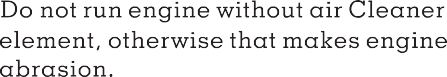 Do not run engine without air Cleaner
element, otherwise that makes engine
abrasion.